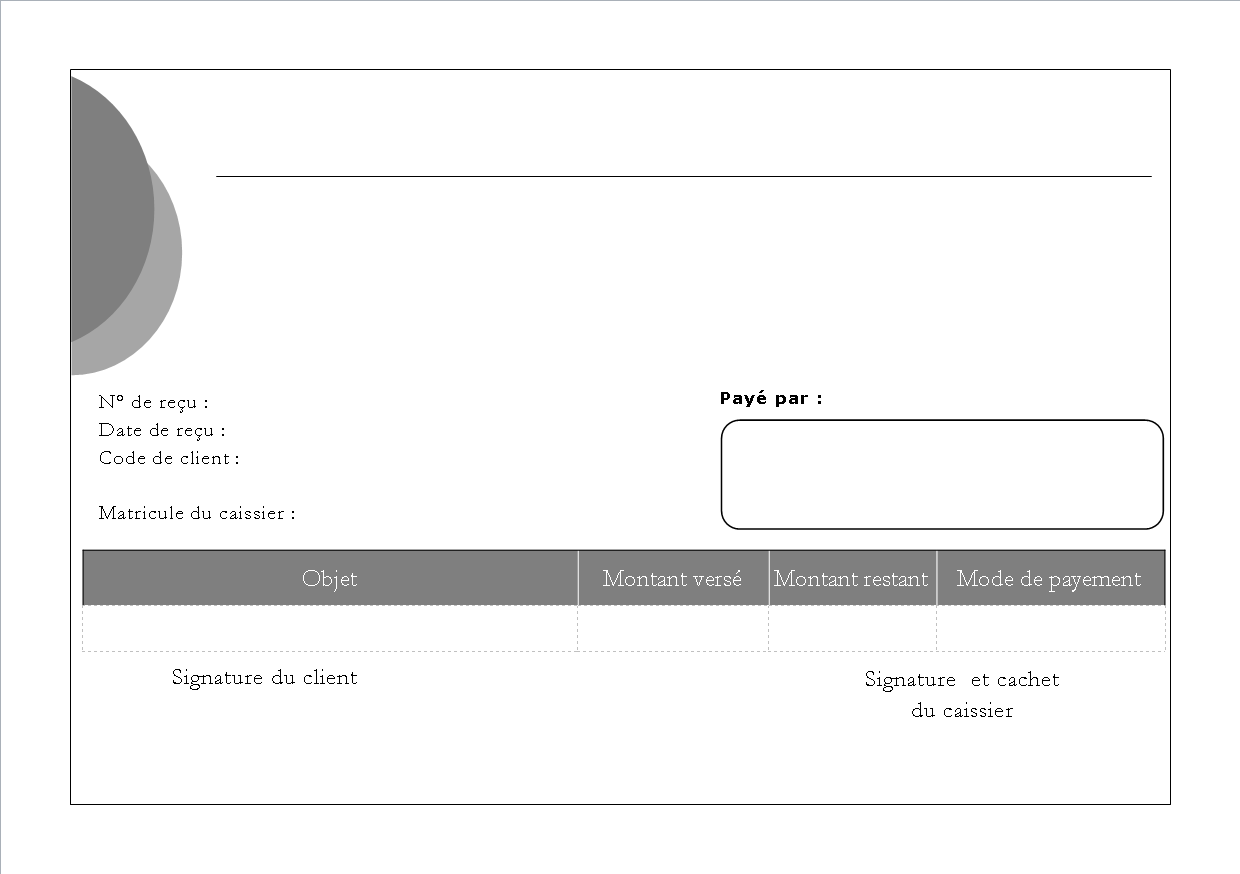 N° de reçu :
Payé par :
Date de reçu :
Code de client :
Matricule du caissier :
Objet Montant versé Montant restant Mode de payement
Signature du client
Signature et cachet
du caissier